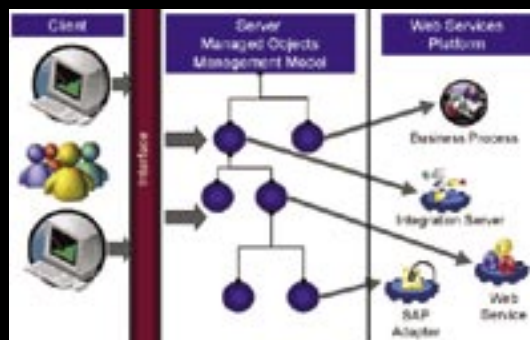 Client
Server
Managed Objects
Management Model
Web Services
Platform
Interface
Business Process
Integration Server
Web
Service
SAP
Adapter